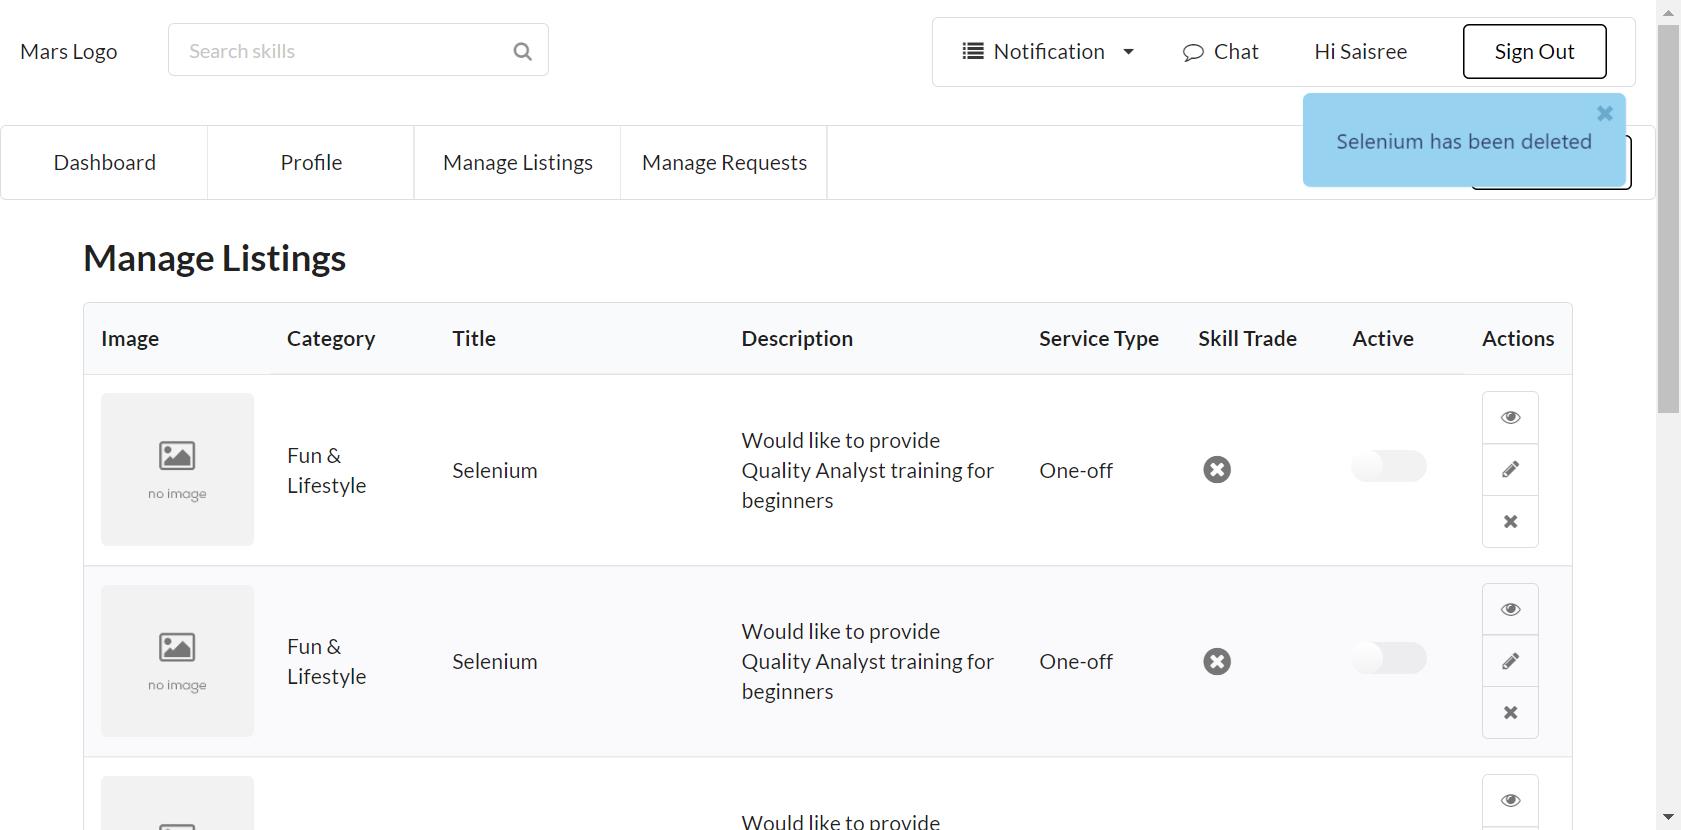 Mars Logo
Search skills
Notification
Chat
Hi Saisree
Sign Out
Selenium has been deleted
Dashboard
Profile
Manage Listings
Manage Requests
Manage Listings
Image Category Title Description Service Type Skill Trade Active Actions
no image
Fun &
Lifestyle
Selenium
Would like to provide
Quality Analyst training for
beginners
One-off
no image
Fun &
Lifestyle
Selenium
Would like to provide
Quality Analyst training for
beginners
One-off
Would like to provide